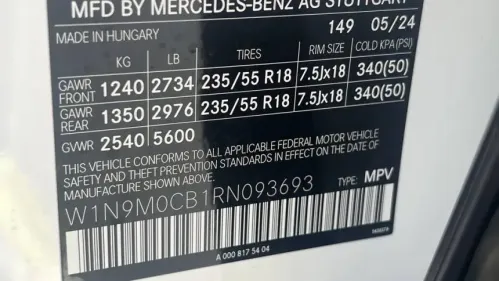 MFD BY MERCEDES-BENZ AG STUTTGART
MADE IN HUNGARY 149 05/24
KG LB TIRES RIM SIZE COLD KPA(PSI)
GAWR FRONT 1240 2734 235/55 R18 7.5Jx18 340(50)
GAWR REAR 1350 2976 235/55 R18 7.5Jx18 340(50)
GVWR 2540 5600
THIS VEHICLE CONFORMS TO ALL APPLICABLE FEDERAL MOTOR VEHICLE
SAFETY AND THEFT PREVENTION STANDARDS IN EFFECT ON THE DATE OF
MANUFACTURE SHOWN ABOVE.
W1N9M0CB1RN093693 TYPE: MPV
A 000 817 54 04